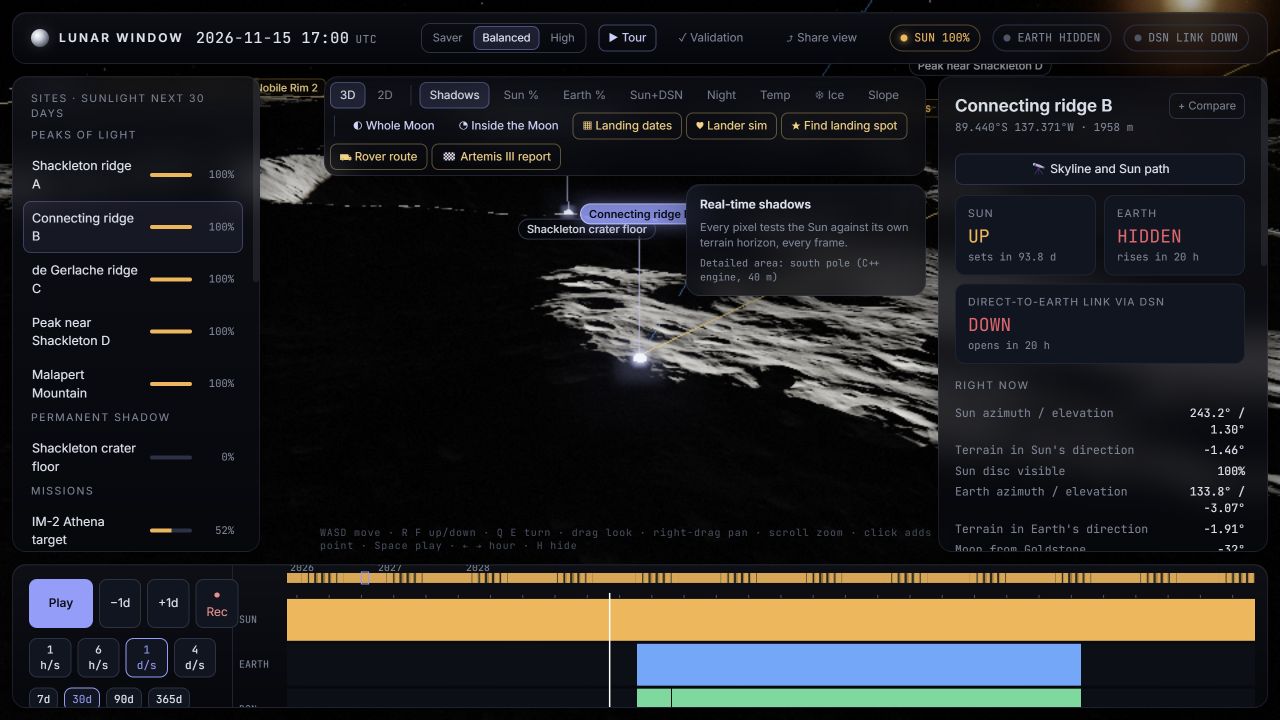 LUNAR WINDOW 2026-11-15 17:00 UTC
Saver Balanced High
▶ Tour
✓ Validation
⤴ Share view
SUN 100%
EARTH HIDDEN
DSN LINK DOWN
SITES · SUNLIGHT NEXT 30
DAYS
PEAKS OF LIGHT
Shackleton ridge
A
100%
Connecting ridge
B
100%
de Gerlache ridge
C
100%
Peak near
Shackleton D
100%
Malapert
Mountain
100%
PERMANENT SHADOW
Shackleton crater
floor
0%
MISSIONS
IM-2 Athena
target
52%
Nobile Rim 2
Peak near Shackleton D
3D 2D Shadows Sun % Earth % Sun+DSN Night Temp ❄ Ice Slope
Whole Moon Inside the Moon Landing dates Lander sim Find landing spot
Rover route Artemis III report
Connecting ridge
Shackleton crater floor
Real-time shadows
Every pixel tests the Sun against its own
terrain horizon, every frame.
Detailed area: south pole (C++
engine, 40 m)
WASD move · R F up/down · Q E turn · drag look · right-drag pan · scroll zoom · click adds
point · Space play · ← → hour · H hide
Connecting ridge B
+ Compare
89.440°S 137.371°W · 1958 m
Skyline and Sun path
SUN
UP
sets in 93.8 d
EARTH
HIDDEN
rises in 20 h
DIRECT-TO-EARTH LINK VIA DSN
DOWN
opens in 20 h
RIGHT NOW
Sun azimuth / elevation 243.2° /
1.30°
Terrain in Sun's direction -1.46°
Sun disc visible 100%
Earth azimuth / elevation 133.8° /
-3.07°
Terrain in Earth's direction -1.91°
Moon from Goldstone -32°
Play −1d +1d Rec
1
h/s
6
h/s
1
d/s
4
d/s
7d 30d 90d 365d
2026 2027 2028
SUN
EARTH
DSN